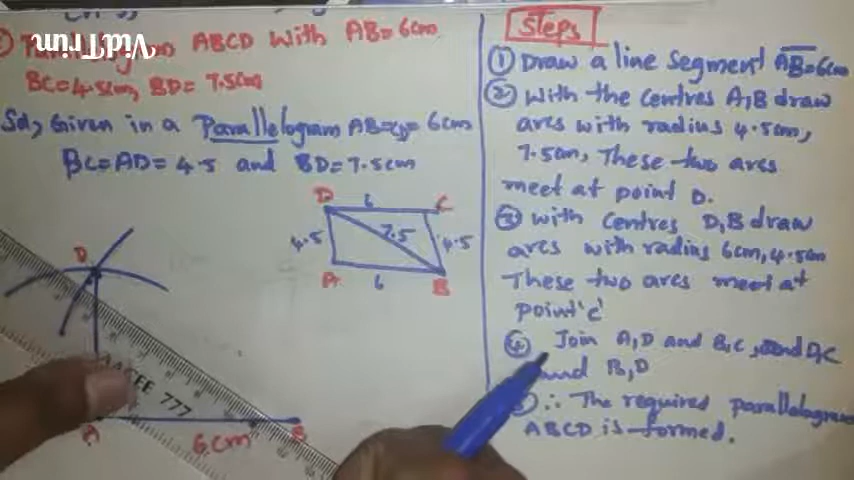 VidTrim
Parallelogram ABCD with AB=6cm
BC=4.5cm, BD= 7.5cm
Sol, Given in a Parallelogram AB=CD=6cm
BC=AD= 4.5 and BD=7.5cm
D
6
C
4.5
7.5
4.5
A
6
B
D
A
6cm
B
777
Steps
① Draw a line segment AB=6cm
② With the centres A,B draw
arcs with radius 4.5cm,
7.5cm, These two arcs
meet at point D.
③ With centres D,B draw
arcs with radius 6cm,4.5cm
These two arcs meet at
point 'c'
④ Join A,D and B,C, and D,C
and B,D
∴ The required parallelogram
ABCD is formed.